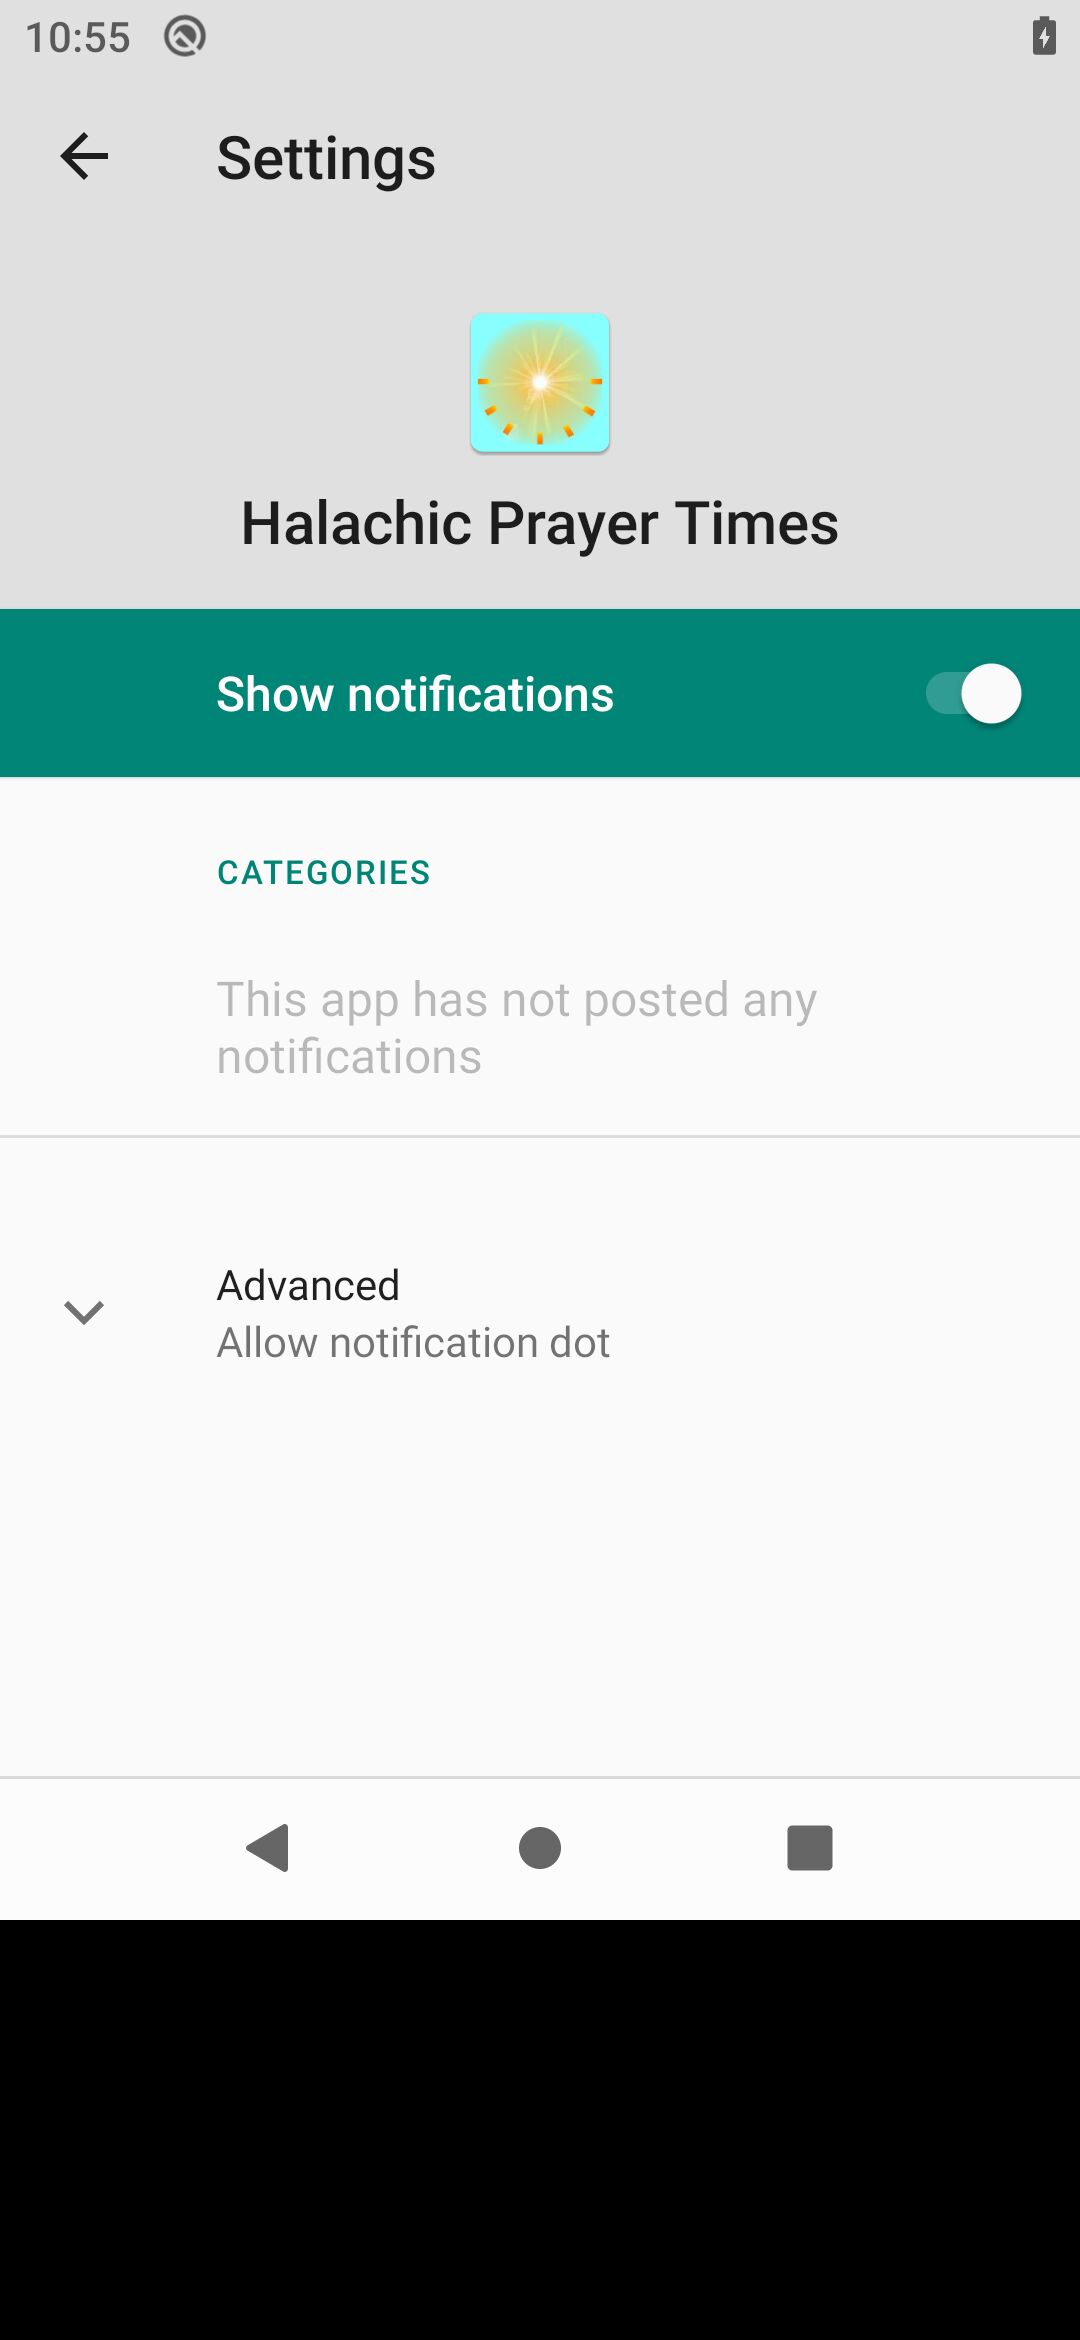 10:55
Settings
Halachic Prayer Times
Show notifications
CATEGORIES
This app has not posted any
notifications
Advanced
Allow notification dot